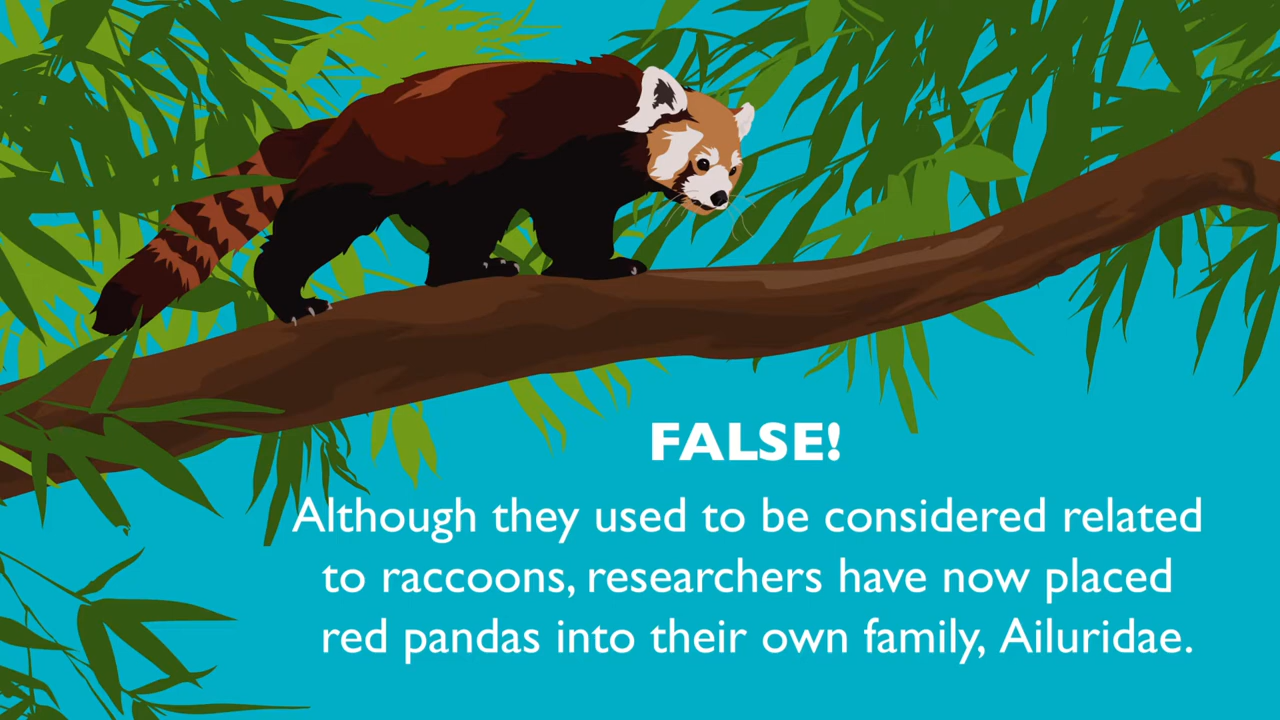 FALSE!
Although they used to be considered related
to raccoons, researchers have now placed
red pandas into their own family, Ailuridae.